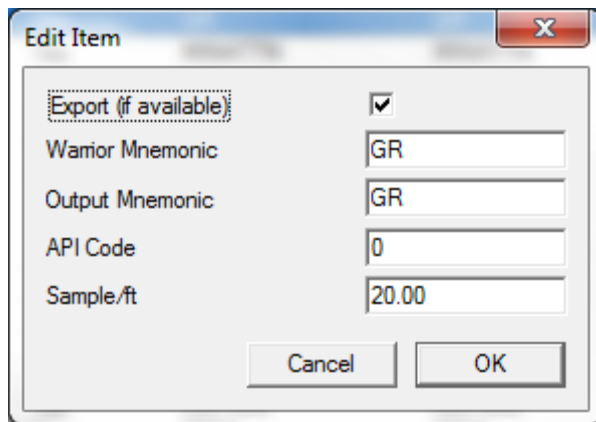 Edit Item
Export (if available)
Warrior Mnemonic GR
Output Mnemonic GR
API Code 0
Sample/ft 20.00
Cancel OK